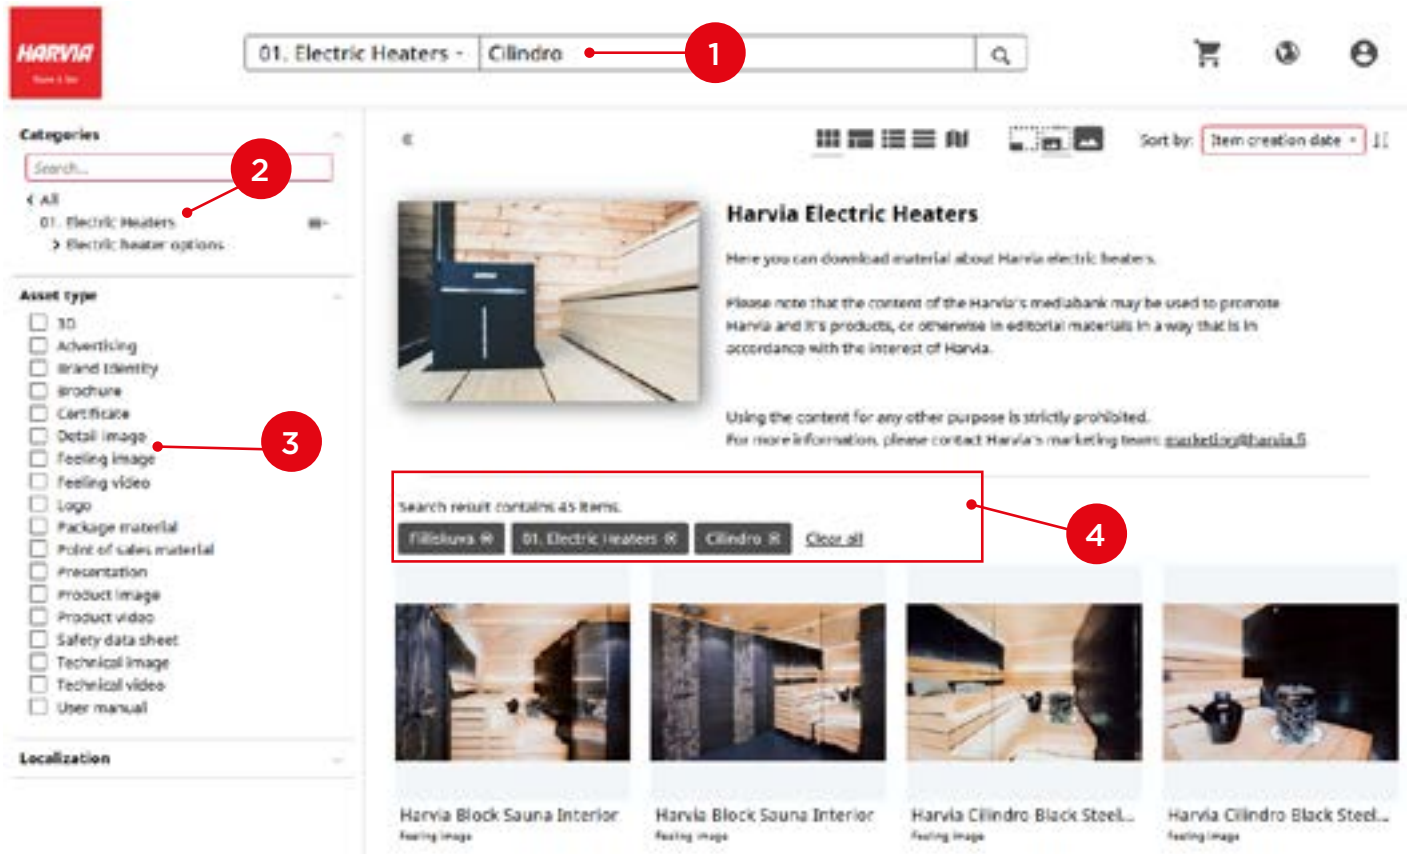 HARVIA
Sauna & Spa
01. Electric Heaters
Cilindro
1
Categories
Search...
2
All
01. Electric Heaters
Electric heater options
Asset type
3D
Advertising
Brand Identity
Brochure
Certificate
Detail image
Feeling image
Feeling video
Logo
Package material
Point of sales material
Presentation
Product image
Product video
Safety data sheet
Technical image
Technical video
User manual
3
Localization
Sort by: Item creation date
Harvia Electric Heaters
Here you can download material about Harvia electric heaters.
Please note that the content of the Harvia's mediabank may be used to promote
Harvia and it's products, or otherwise in editorial materials in a way that is in
accordance with the interest of Harvia.
Using the content for any other purpose is strictly prohibited.
For more information, please contact Harvia's marketing team: marketing@harvia.fi
Search result contains 45 items.
Fiiliskuva 01. Electric Heaters Cilindro Clear all
4
Harvia Block Sauna Interior
Feeling image
Harvia Block Sauna Interior
Feeling image
Harvia Cilindro Black Steel...
Feeling image
Harvia Cilindro Black Steel...
Feeling image